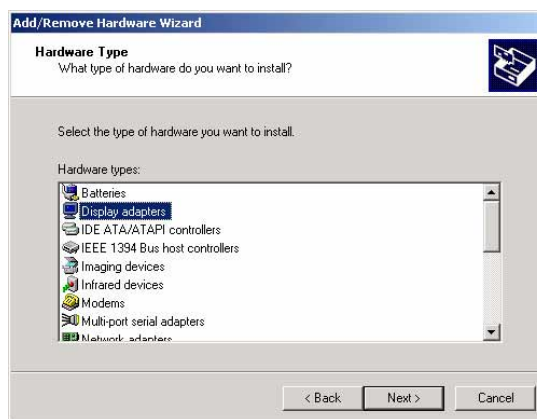 Add/Remove Hardware Wizard
Hardware Type
What type of hardware do you want to install?
Select the type of hardware you want to install.
Hardware types:
Batteries
Display adapters
IDE ATA/ATAPI controllers
IEEE 1394 Bus host controllers
Imaging devices
Infrared devices
Modems
Multi-port serial adapters
Network adapters
< Back
Next >
Cancel